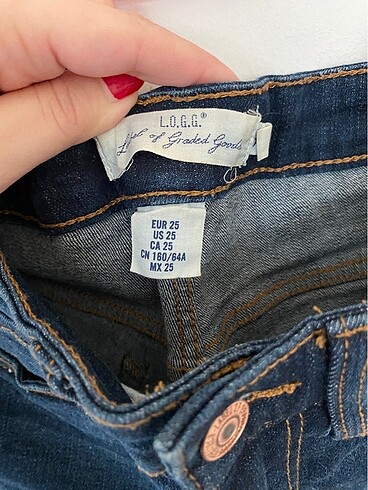 L.O.G.G.®
Label of Graded Goods
EUR 25
US 25
CA 25
CN 160/64A
MX 25